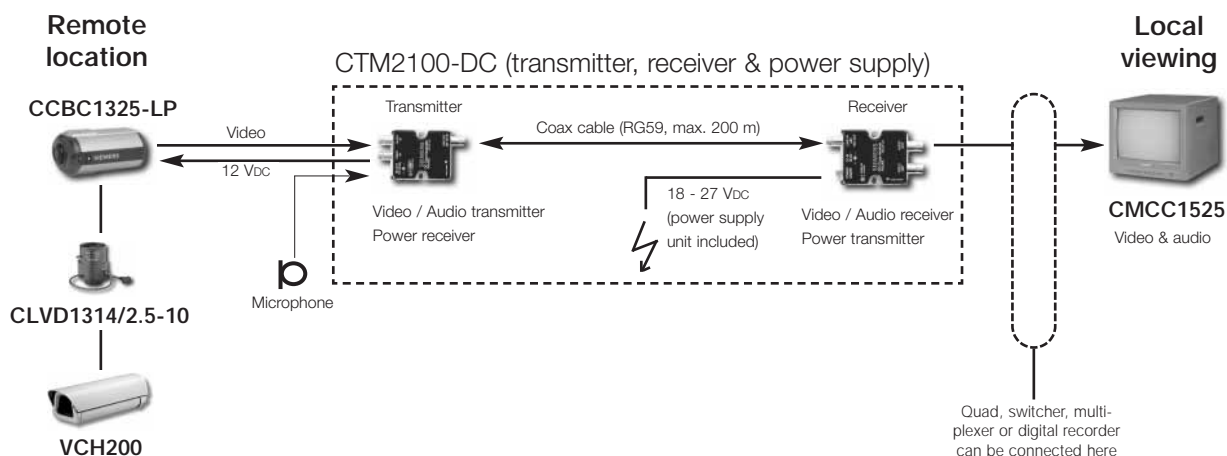 Remote
location
Local
viewing
CTM2100-DC (transmitter, receiver & power supply)
CCBC1325-LP
SIEMENS
Video
12 VDC
Transmitter
Coax cable (RG59, max. 200 m)
Receiver
Video / Audio transmitter
Power receiver
18 - 27 VDC
(power supply
unit included)
Video / Audio receiver
Power transmitter
CMCC1525
Video & audio
Microphone
CLVD1314/2.5-10
VCH200
Quad, switcher, multi-
plexer or digital recorder
can be connected here